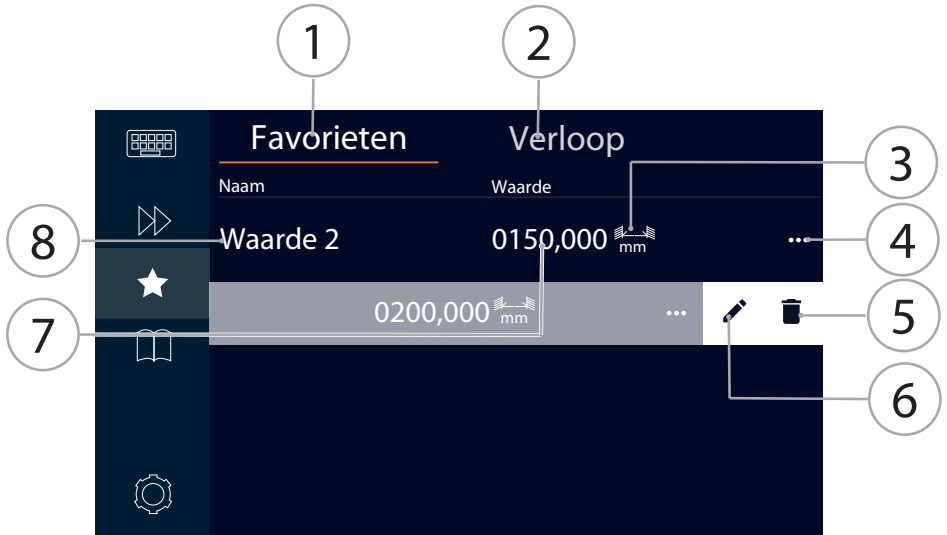 1
2
Favorieten
Verloop
3
Naam
Waarde
8
Waarde 2
0150,000 mm
...
4
7
0200,000 mm
...
5
6